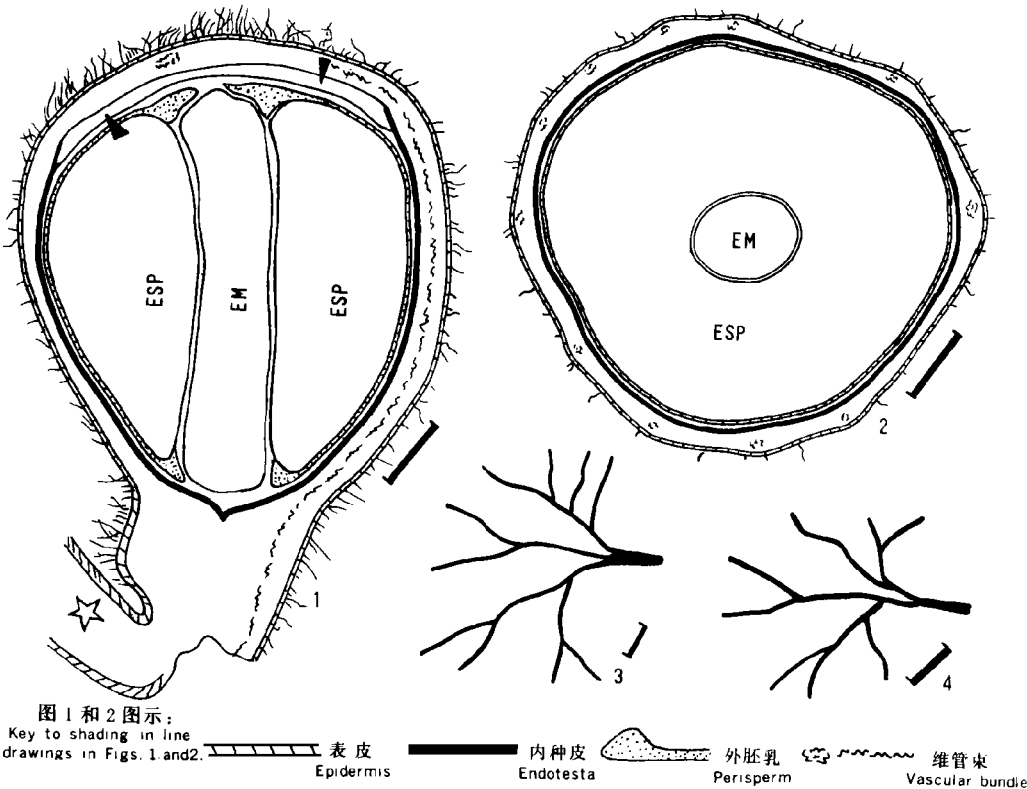 ESP
EM
ESP
1
EM
ESP
2
3
4
图1和2图示:
Key to shading in line
drawings in Figs. 1.and2.
表皮
Epidermis
内种皮
Endotesta
外胚乳
Perisperm
维管束
Vascular bundle